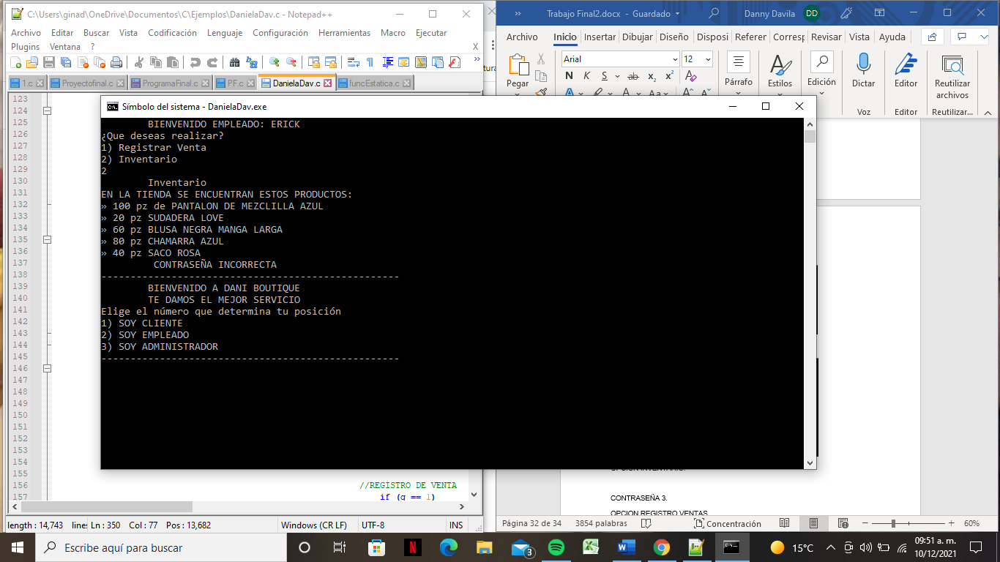 C:\Users\ginad\OneDrive\Documentos\C\Ejemplos\DanielaDav.c - Notepad++
Archivo Editar Buscar Vista Codificación Lenguaje Configuración Herramientas Macro Ejecutar
Plugins Ventana ? X
1.c Proyectofinal.c ProgramaFinal.c PF.c DanielaDav.c funcEstatica.c
Trabajo Final2.docx - Guardado Danny Davila DD
Archivo Inicio Insertar Dibujar Diseño Disposi Referer Corresp Revisar Vista Ayuda
Arial 12
N K S ab x₂ x²
Pegar Párrafo Estilos Edición Dictar Editor Reutilizar archivos
Voz Editor Reutilizar...
123
124
125
126
127
128
129
130
131
132
133
134
135
136
137
138
139
140
141
142
143
144
145
146
147
148
149
150
151
152
153
154
155
156
157
Símbolo del sistema - DanielaDav.exe
BIENVENIDO EMPLEADO: ERICK
¿Que deseas realizar?
1) Registrar Venta
2) Inventario
2
Inventario
EN LA TIENDA SE ENCUENTRAN ESTOS PRODUCTOS:
» 100 pz de PANTALON DE MEZCLILLA AZUL
» 20 pz SUDADERA LOVE
» 60 pz BLUSA NEGRA MANGA LARGA
» 80 pz CHAMARRA AZUL
» 40 pz SACO ROSA
CONTRASEÑA INCORRECTA
---------------------------------------------------
BIENVENIDO A DANI BOUTIQUE
TE DAMOS EL MEJOR SERVICIO
Elige el número que determina tu posición
1) SOY CLIENTE
2) SOY EMPLEADO
3) SOY ADMINISTRADOR
---------------------------------------------------
//REGISTRO DE VENTA
if (q == 1)
CONTRASEÑA 3.
OPCION REGISTRO VENTAS
length : 14,743 lines Ln : 350 Col : 77 Pos : 13,682 Windows (CR LF) UTF-8 INS
Página 32 de 34 3854 palabras Concentración 60%
Escribe aquí para buscar
3
15°C
09:51 a. m.
10/12/2021